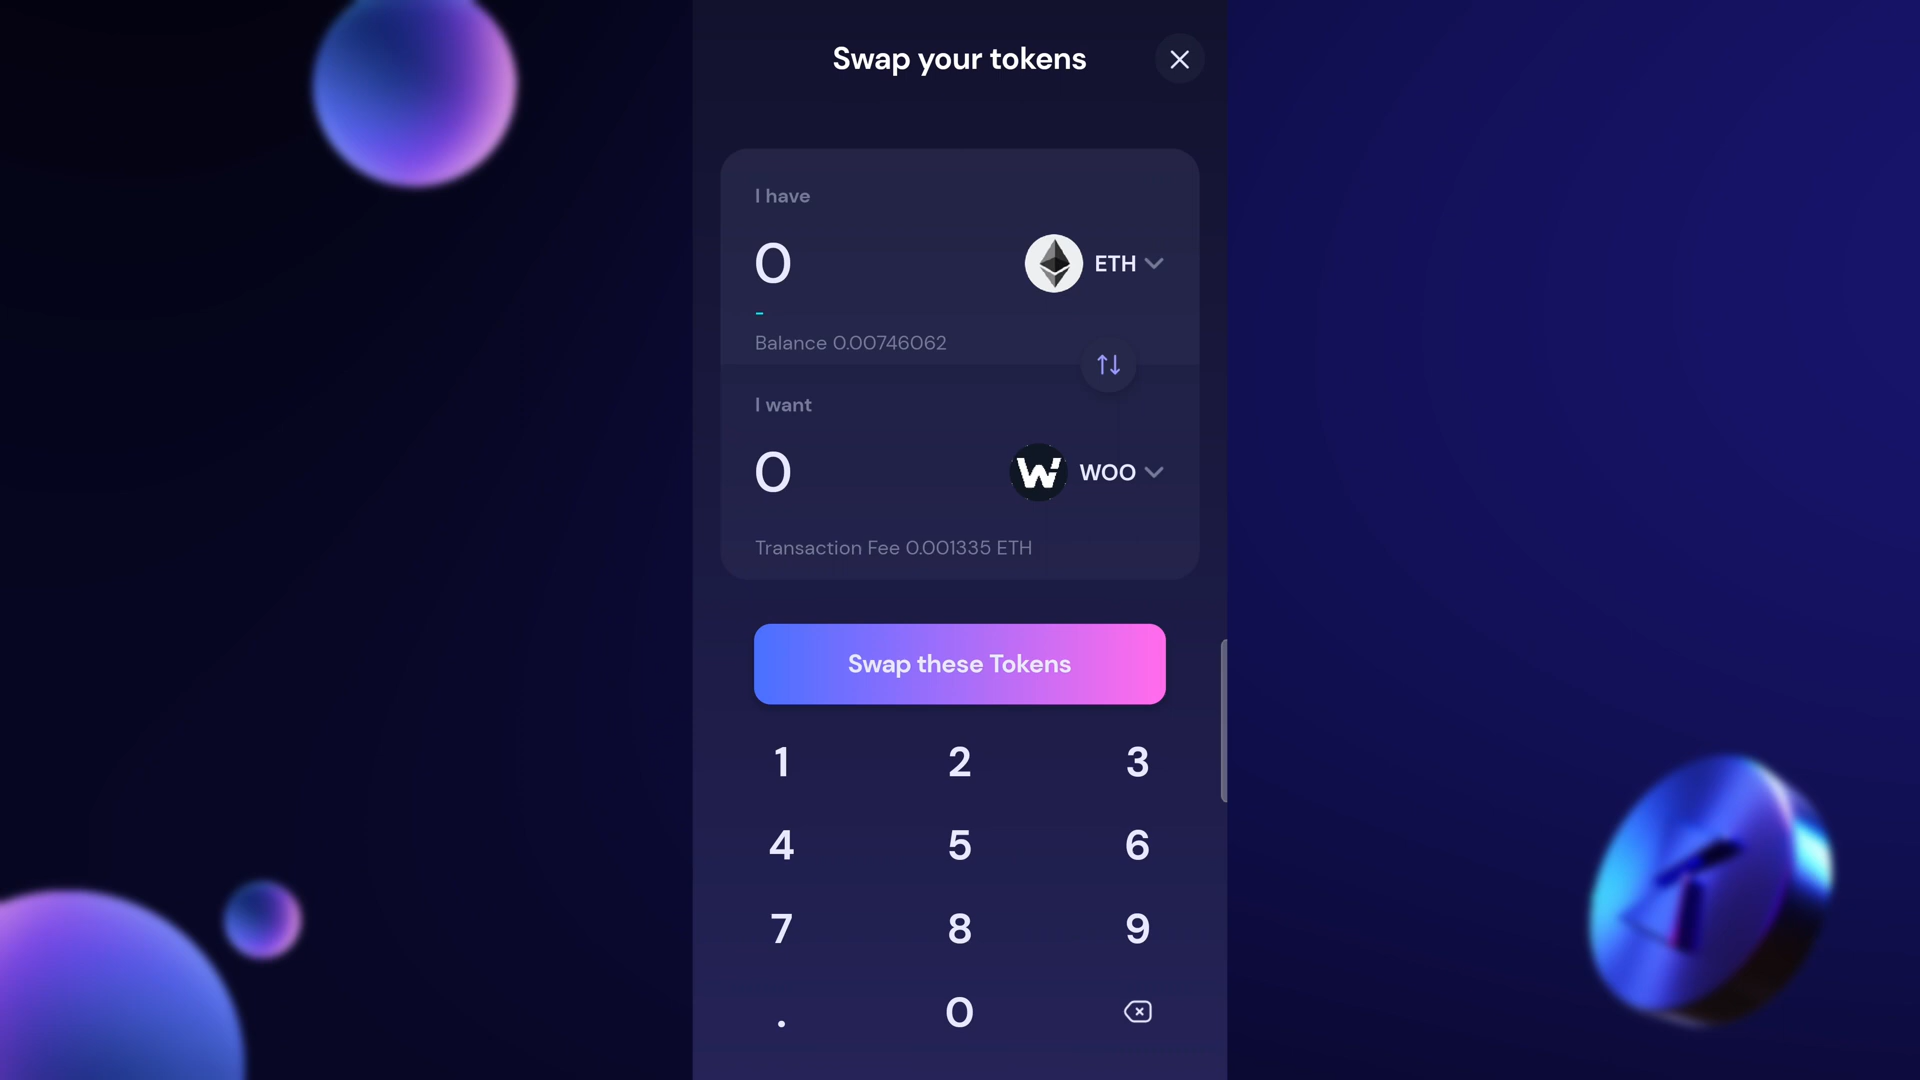 Swap your tokens
I have
0
ETH
-
Balance 0.00746062
I want
0
WOO
Transaction Fee 0.001335 ETH
Swap these Tokens
1 2 3
4 5 6
7 8 9
. 0